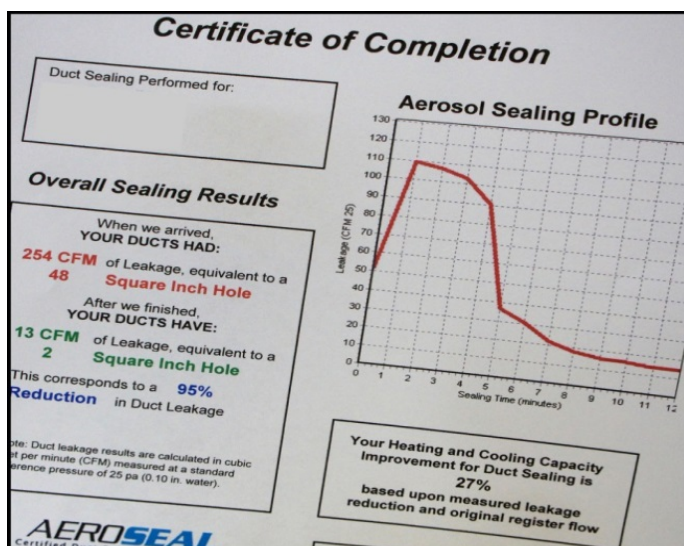 Certificate of Completion
Duct Sealing Performed for:
Overall Sealing Results
When we arrived,
YOUR DUCTS HAD:
254 CFM of Leakage, equivalent to a
48 Square Inch Hole
After we finished,
YOUR DUCTS HAVE:
13 CFM of Leakage, equivalent to a
2 Square Inch Hole
This corresponds to a 95%
Reduction in Duct Leakage
ote: Duct leakage results are calculated in cubic
et per minute (CFM) measured at a standard
erence pressure of 25 pa (0.10 in. water).
AEROSEAL
Aerosol Sealing Profile
Leakage (CFM 25)
130
120
110
100
90
80
70
60
50
40
30
20
10
0
0 1 2 3 4 5 6 7 8 9 10 11 12
Sealing Time (minutes)
Your Heating and Cooling Capacity
Improvement for Duct Sealing is
27%
based upon measured leakage
reduction and original register flow